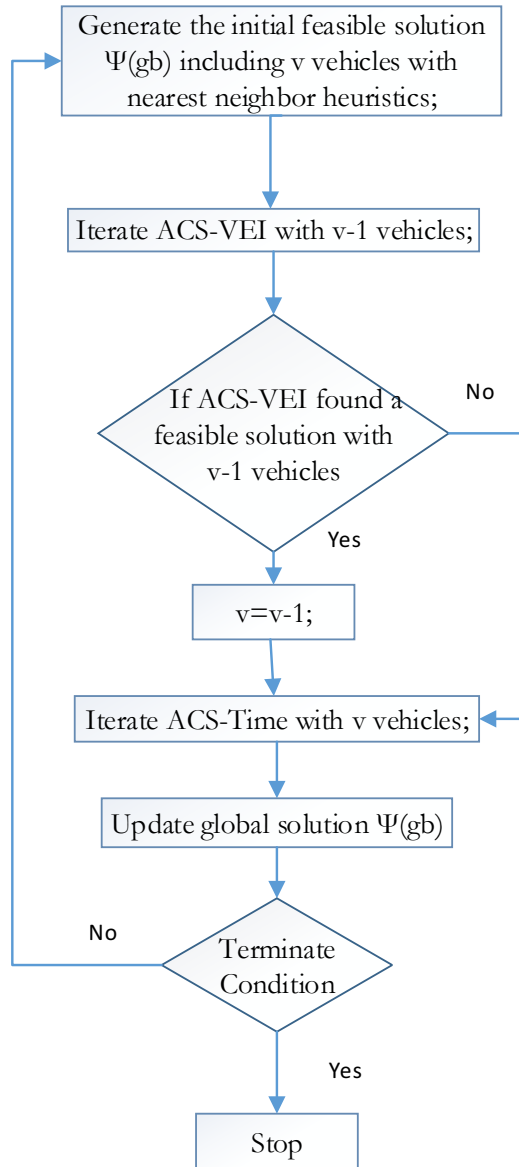 Generate the initial feasible solution
Ψ(gb) including v vehicles with
nearest neighbor heuristics;
Iterate ACS-VEI with v-1 vehicles;
If ACS-VEI found a
feasible solution with
v-1 vehicles
No
Yes
v=v-1;
Iterate ACS-Time with v vehicles;
Update global solution Ψ(gb)
No
Terminate
Condition
Yes
Stop